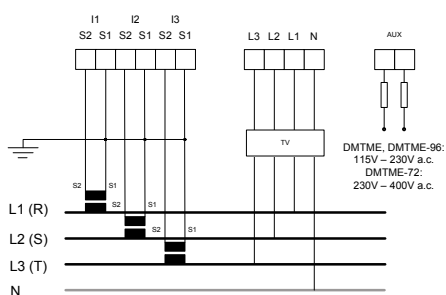 I1 I2 I3
S2 S1 S2 S1 S2 S1
L3 L2 L1 N
AUX
TV
DMTME, DMTME-96:
115V – 230V a.c.
DMTME-72:
230V – 400V a.c.
S2 S1
L1 (R)
S2 S1
L2 (S)
S2 S1
L3 (T)
N